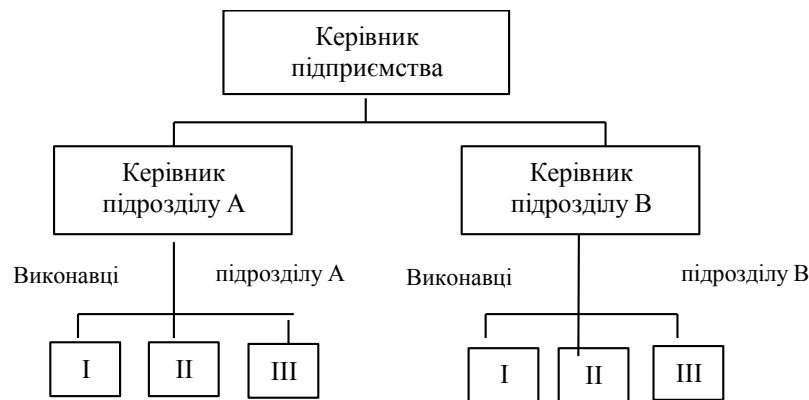 Керівник
підприємства
Керівник
підрозділу А
Керівник
підрозділу В
Виконавці
підрозділу А
Виконавці
підрозділу В
I
II
III
I
II
III